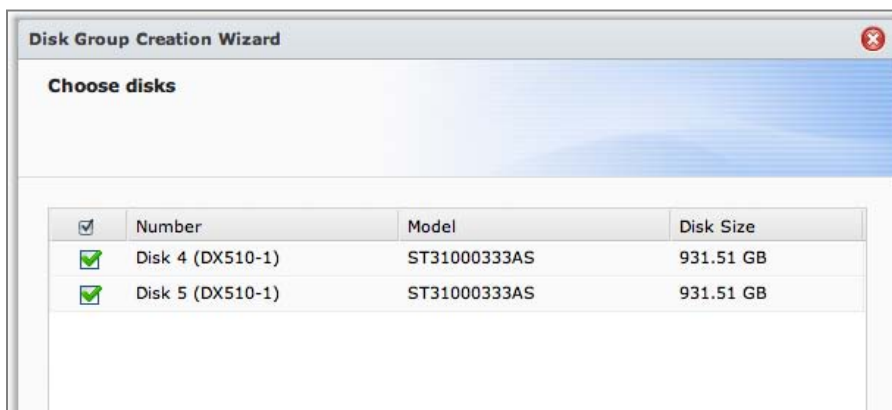 Disk Group Creation Wizard
Choose disks
Number Model Disk Size
Disk 4 (DX510-1) ST31000333AS 931.51 GB
Disk 5 (DX510-1) ST31000333AS 931.51 GB